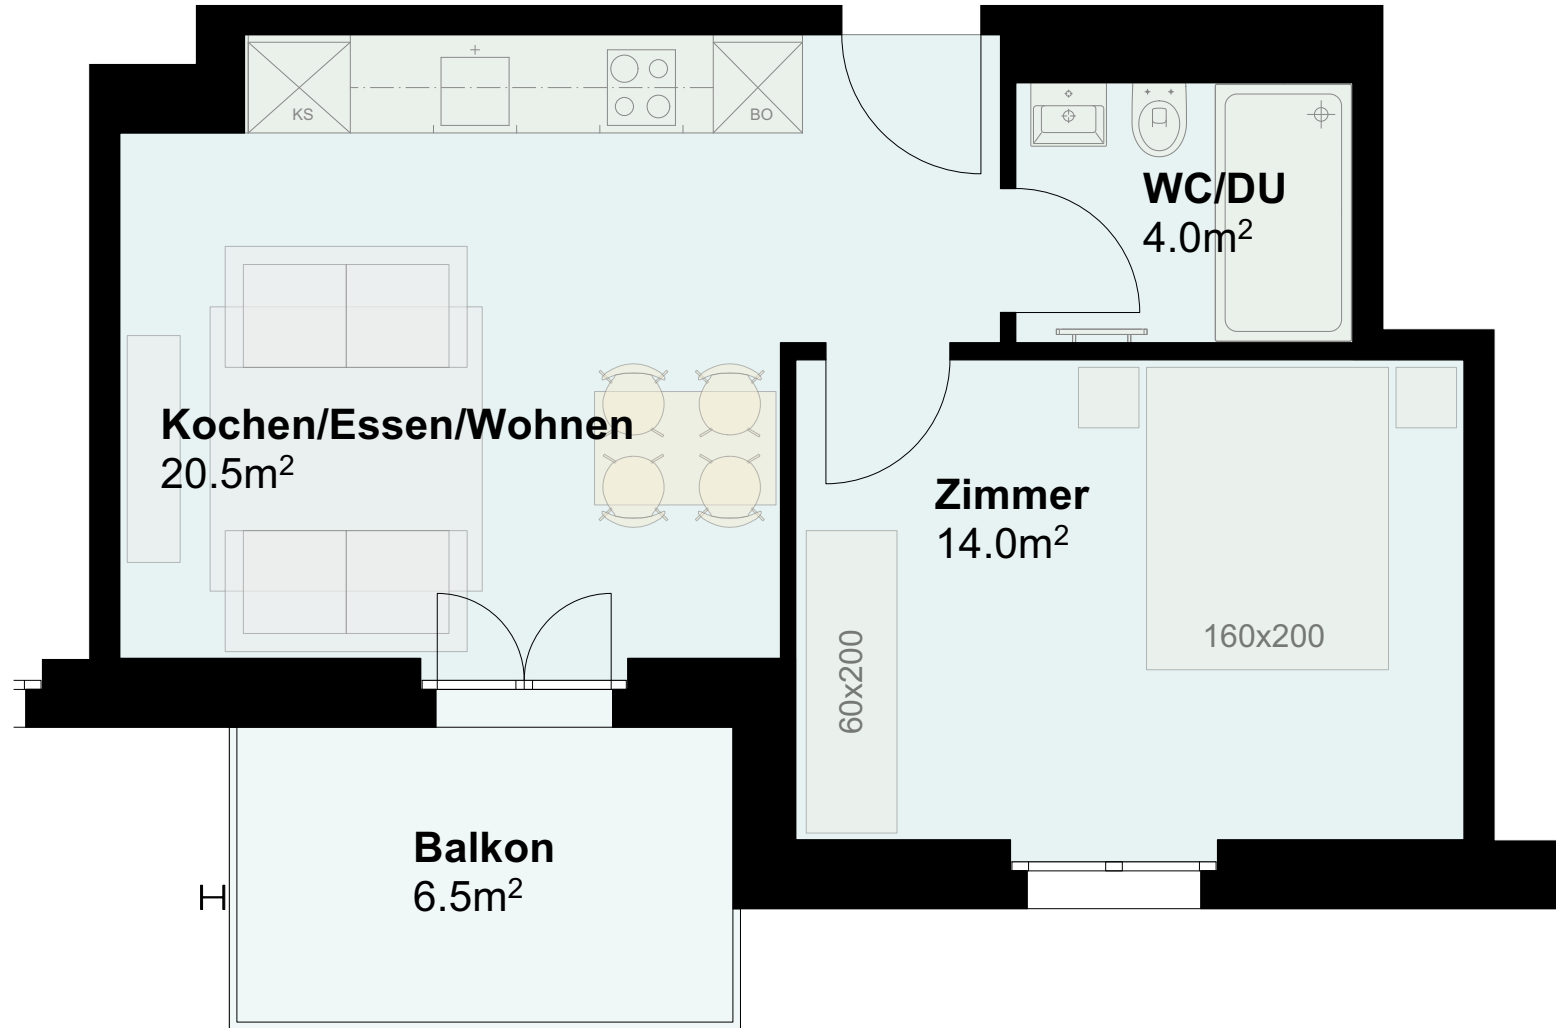 KS
BO
WC/DU
4.0m²
Kochen/Essen/Wohnen
20.5m²
Zimmer
14.0m²
60x200
160x200
Balkon
6.5m²